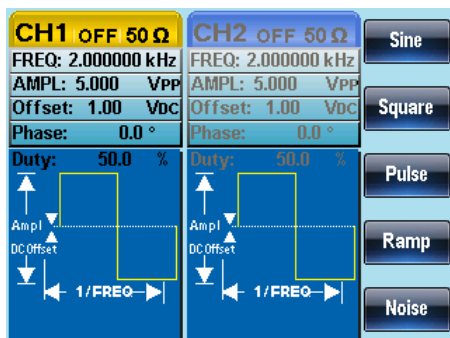 CH1 OFF 50 Ω
FREQ: 2.000000 kHz
AMPL: 5.000 VPP
Offset: 1.00 VDC
Phase: 0.0 °
Duty: 50.0 %
Ampl
DC Offset
1/FREQ
CH2 OFF 50 Ω
FREQ: 2.000000 kHz
AMPL: 5.000 VPP
Offset: 1.00 VDC
Phase: 0.0 °
Duty: 50.0 %
Ampl
DC Offset
1/FREQ
Sine
Square
Pulse
Ramp
Noise